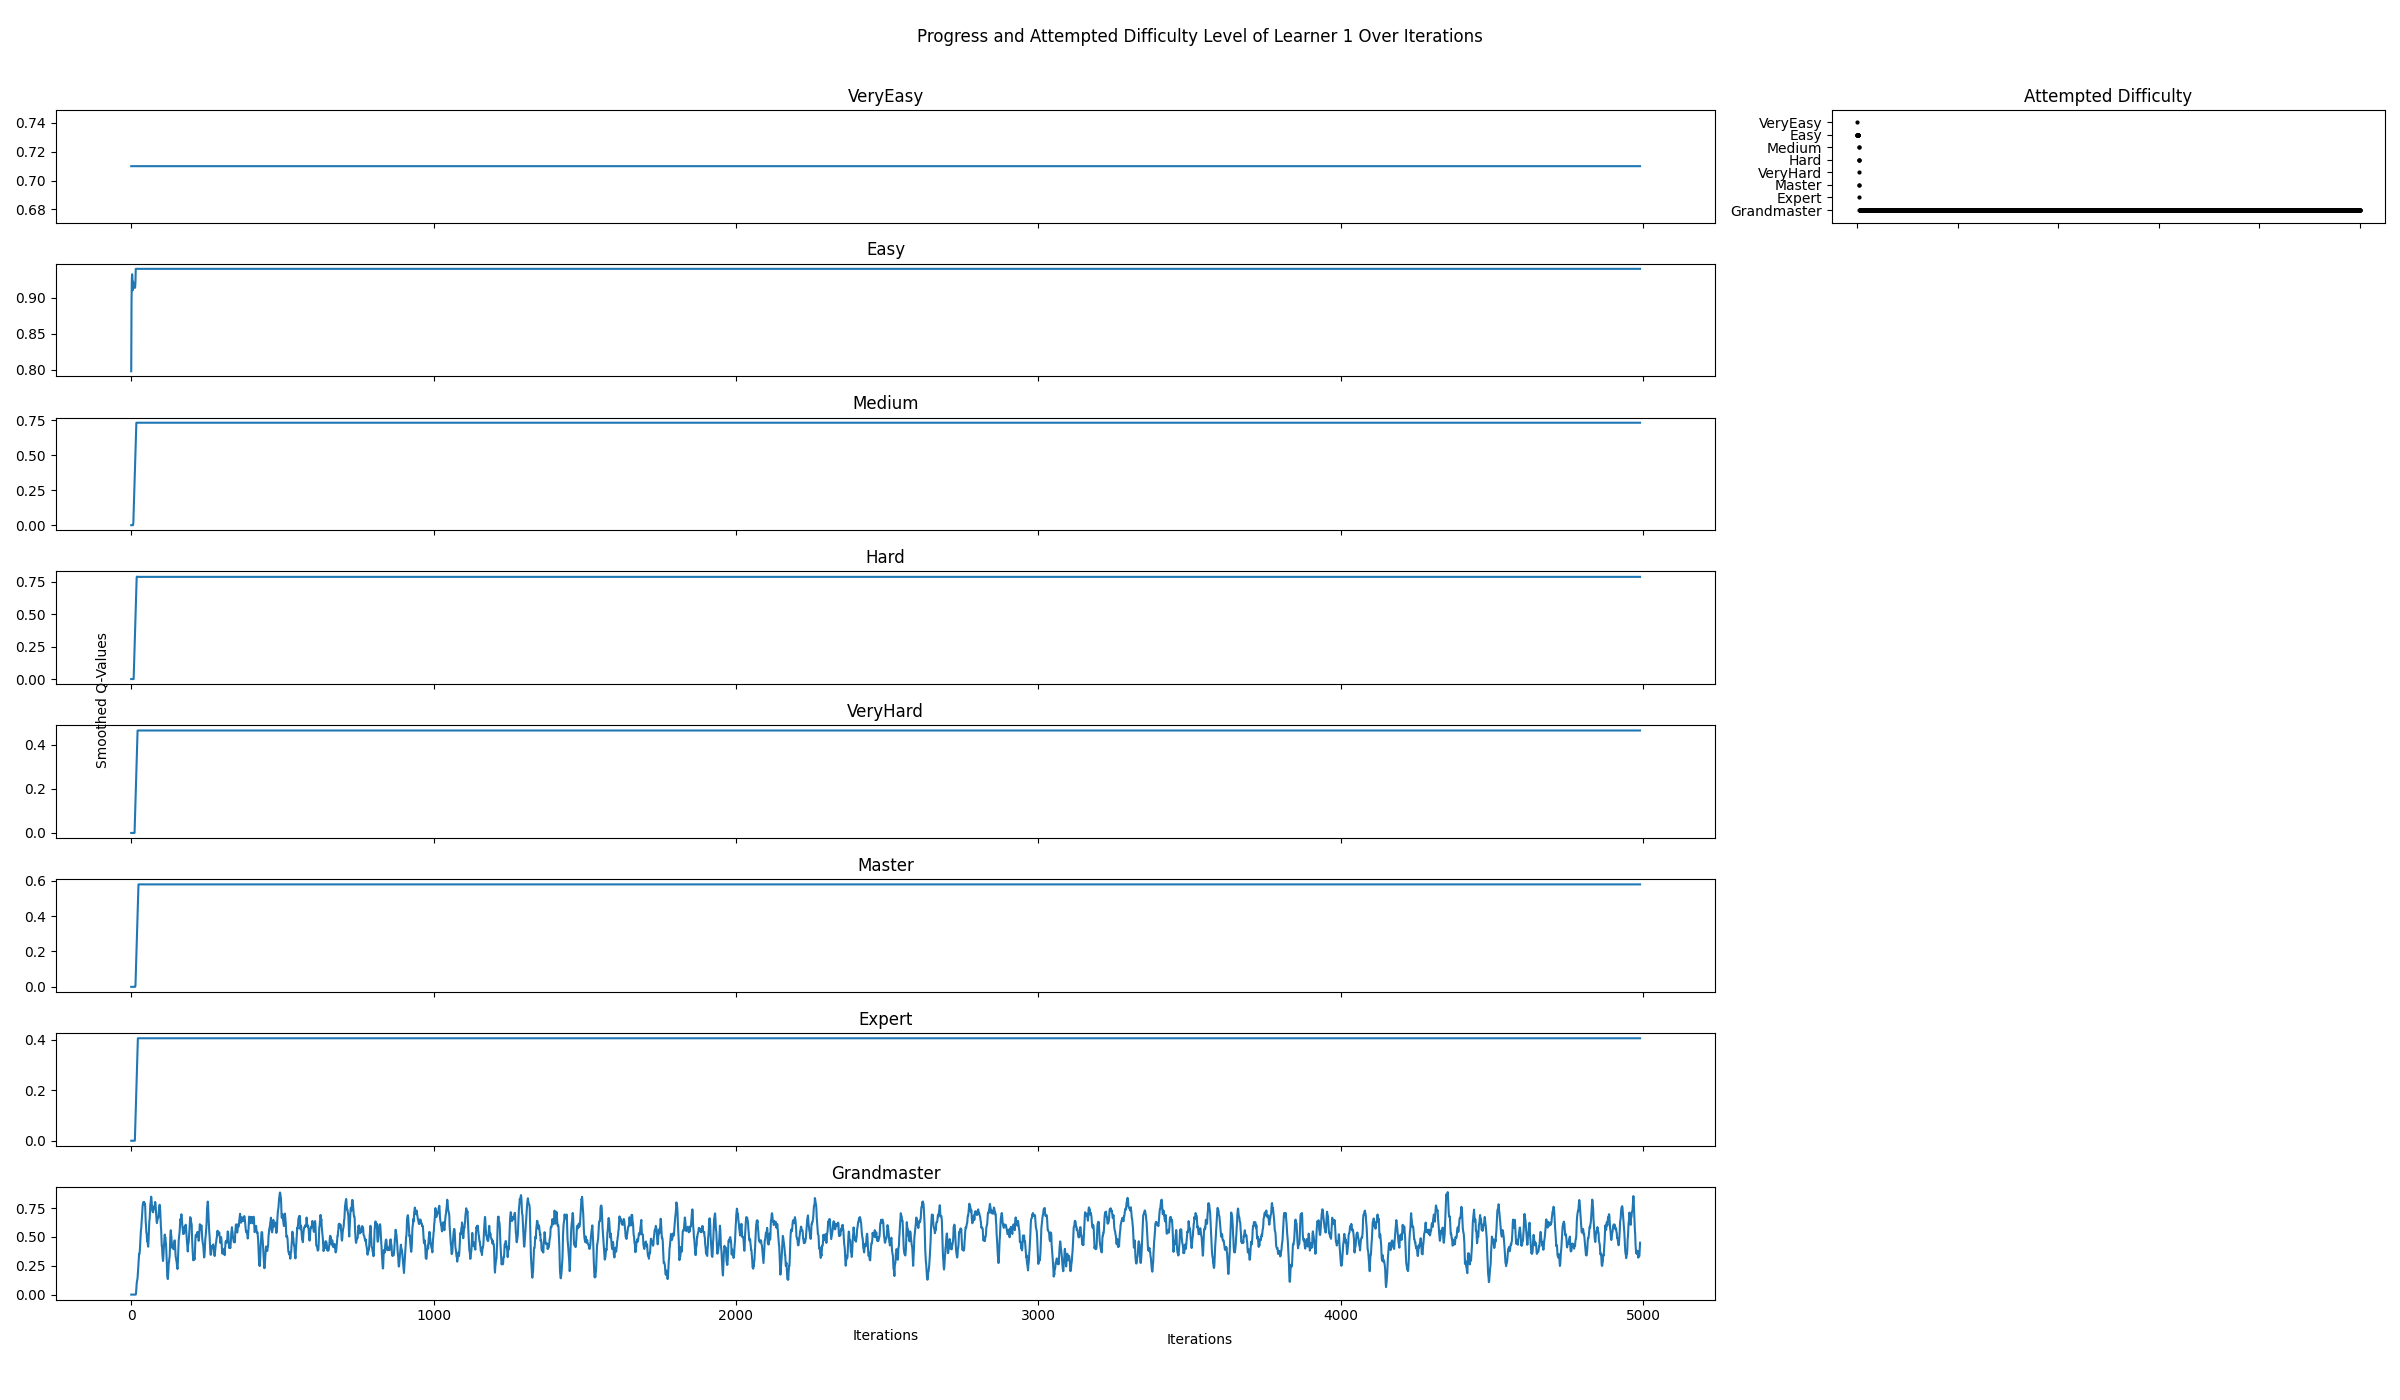 Progress and Attempted Difficulty Level of Learner 1 Over Iterations
VeryEasy
0.74
0.72
0.70
0.68
Attempted Difficulty
VeryEasy
Easy
Medium
Hard
VeryHard
Master
Expert
Grandmaster
Easy
0.90
0.85
0.80
Medium
0.75
0.50
0.25
0.00
Hard
0.75
0.50
0.25
0.00
Smoothed Q-Values
VeryHard
0.4
0.2
0.0
Master
0.6
0.4
0.2
0.0
Expert
0.4
0.2
0.0
Grandmaster
0.75
0.50
0.25
0.00
0 1000 2000 3000 4000 5000
Iterations
Iterations